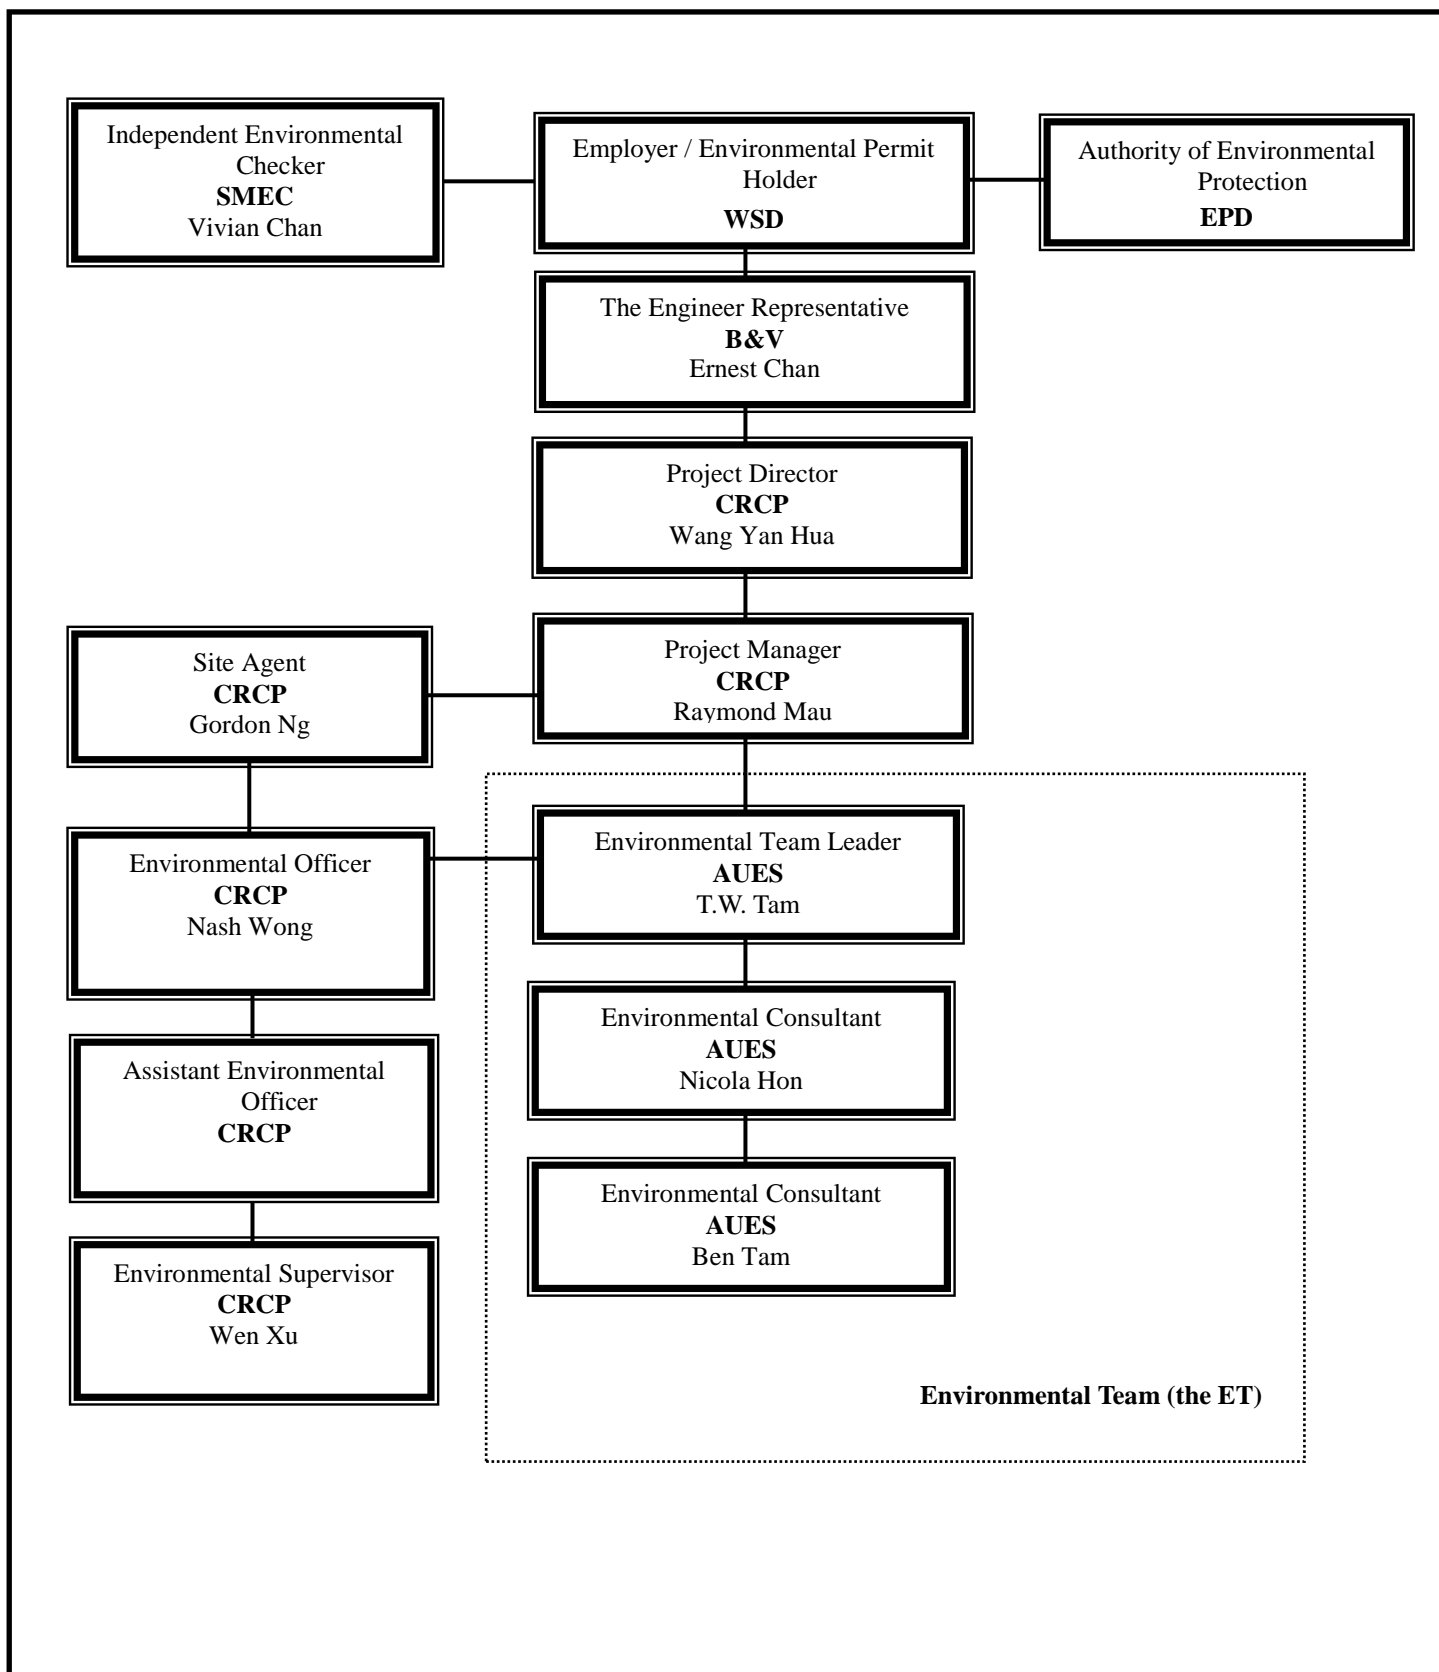 Independent Environmental
Checker
SMEC
Vivian Chan
Employer / Environmental Permit
Holder
WSD
Authority of Environmental
Protection
EPD
The Engineer Representative
B&V
Ernest Chan
Project Director
CRCP
Wang Yan Hua
Site Agent
CRCP
Gordon Ng
Project Manager
CRCP
Raymond Mau
Environmental Officer
CRCP
Nash Wong
Environmental Team Leader
AUES
T.W. Tam
Assistant Environmental
Officer
CRCP
Environmental Consultant
AUES
Nicola Hon
Environmental Supervisor
CRCP
Wen Xu
Environmental Consultant
AUES
Ben Tam
Environmental Team (the ET)